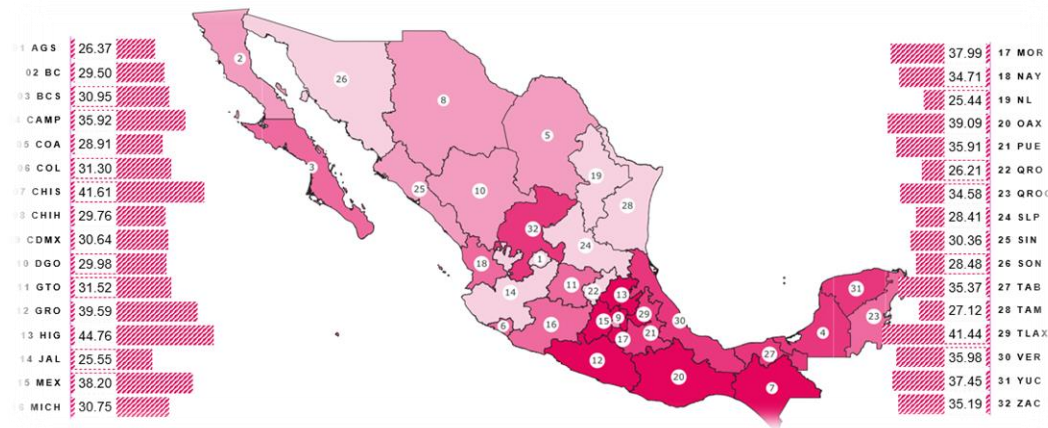 01 AGS 26.37
02 BC 29.50
03 BCS 30.95
04 CAMP 35.92
05 COA 28.91
06 COL 31.30
07 CHIS 41.61
08 CHIH 29.76
09 CDMX 30.64
10 DGO 29.98
11 GTO 31.52
12 GRO 39.59
13 HIG 44.76
14 JAL 25.55
15 MEX 38.20
16 MICH 30.75
2
26
8
5
3
19
25
10
28
32
24
18
1
14
11
22
13
31
6
16
15
9
29
30
23
17
21
4
12
20
27
7
37.99 17 MOR
34.71 18 NAY
25.44 19 NL
39.09 20 OAX
35.91 21 PUE
26.21 22 QRO
34.58 23 QROO
28.41 24 SLP
30.36 25 SIN
28.48 26 SON
35.37 27 TAB
27.12 28 TAM
41.44 29 TLAX
35.98 30 VER
37.45 31 YUC
35.19 32 ZAC